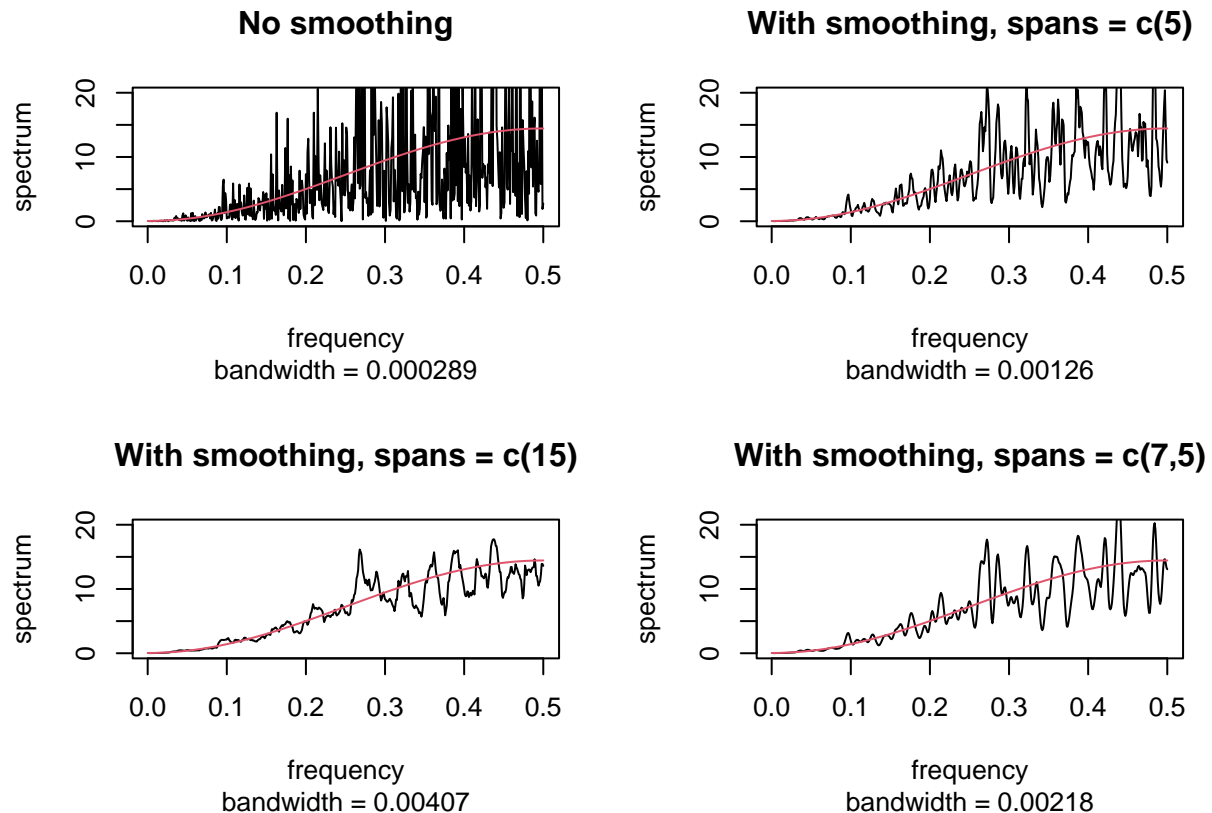 No smoothing
spectrum
20
10
0
0.0 0.1 0.2 0.3 0.4 0.5
frequency
bandwidth = 0.000289
With smoothing, spans = c(5)
spectrum
20
10
0
0.0 0.1 0.2 0.3 0.4 0.5
frequency
bandwidth = 0.00126
With smoothing, spans = c(15)
spectrum
20
10
0
0.0 0.1 0.2 0.3 0.4 0.5
frequency
bandwidth = 0.00407
With smoothing, spans = c(7,5)
spectrum
20
10
0
0.0 0.1 0.2 0.3 0.4 0.5
frequency
bandwidth = 0.00218